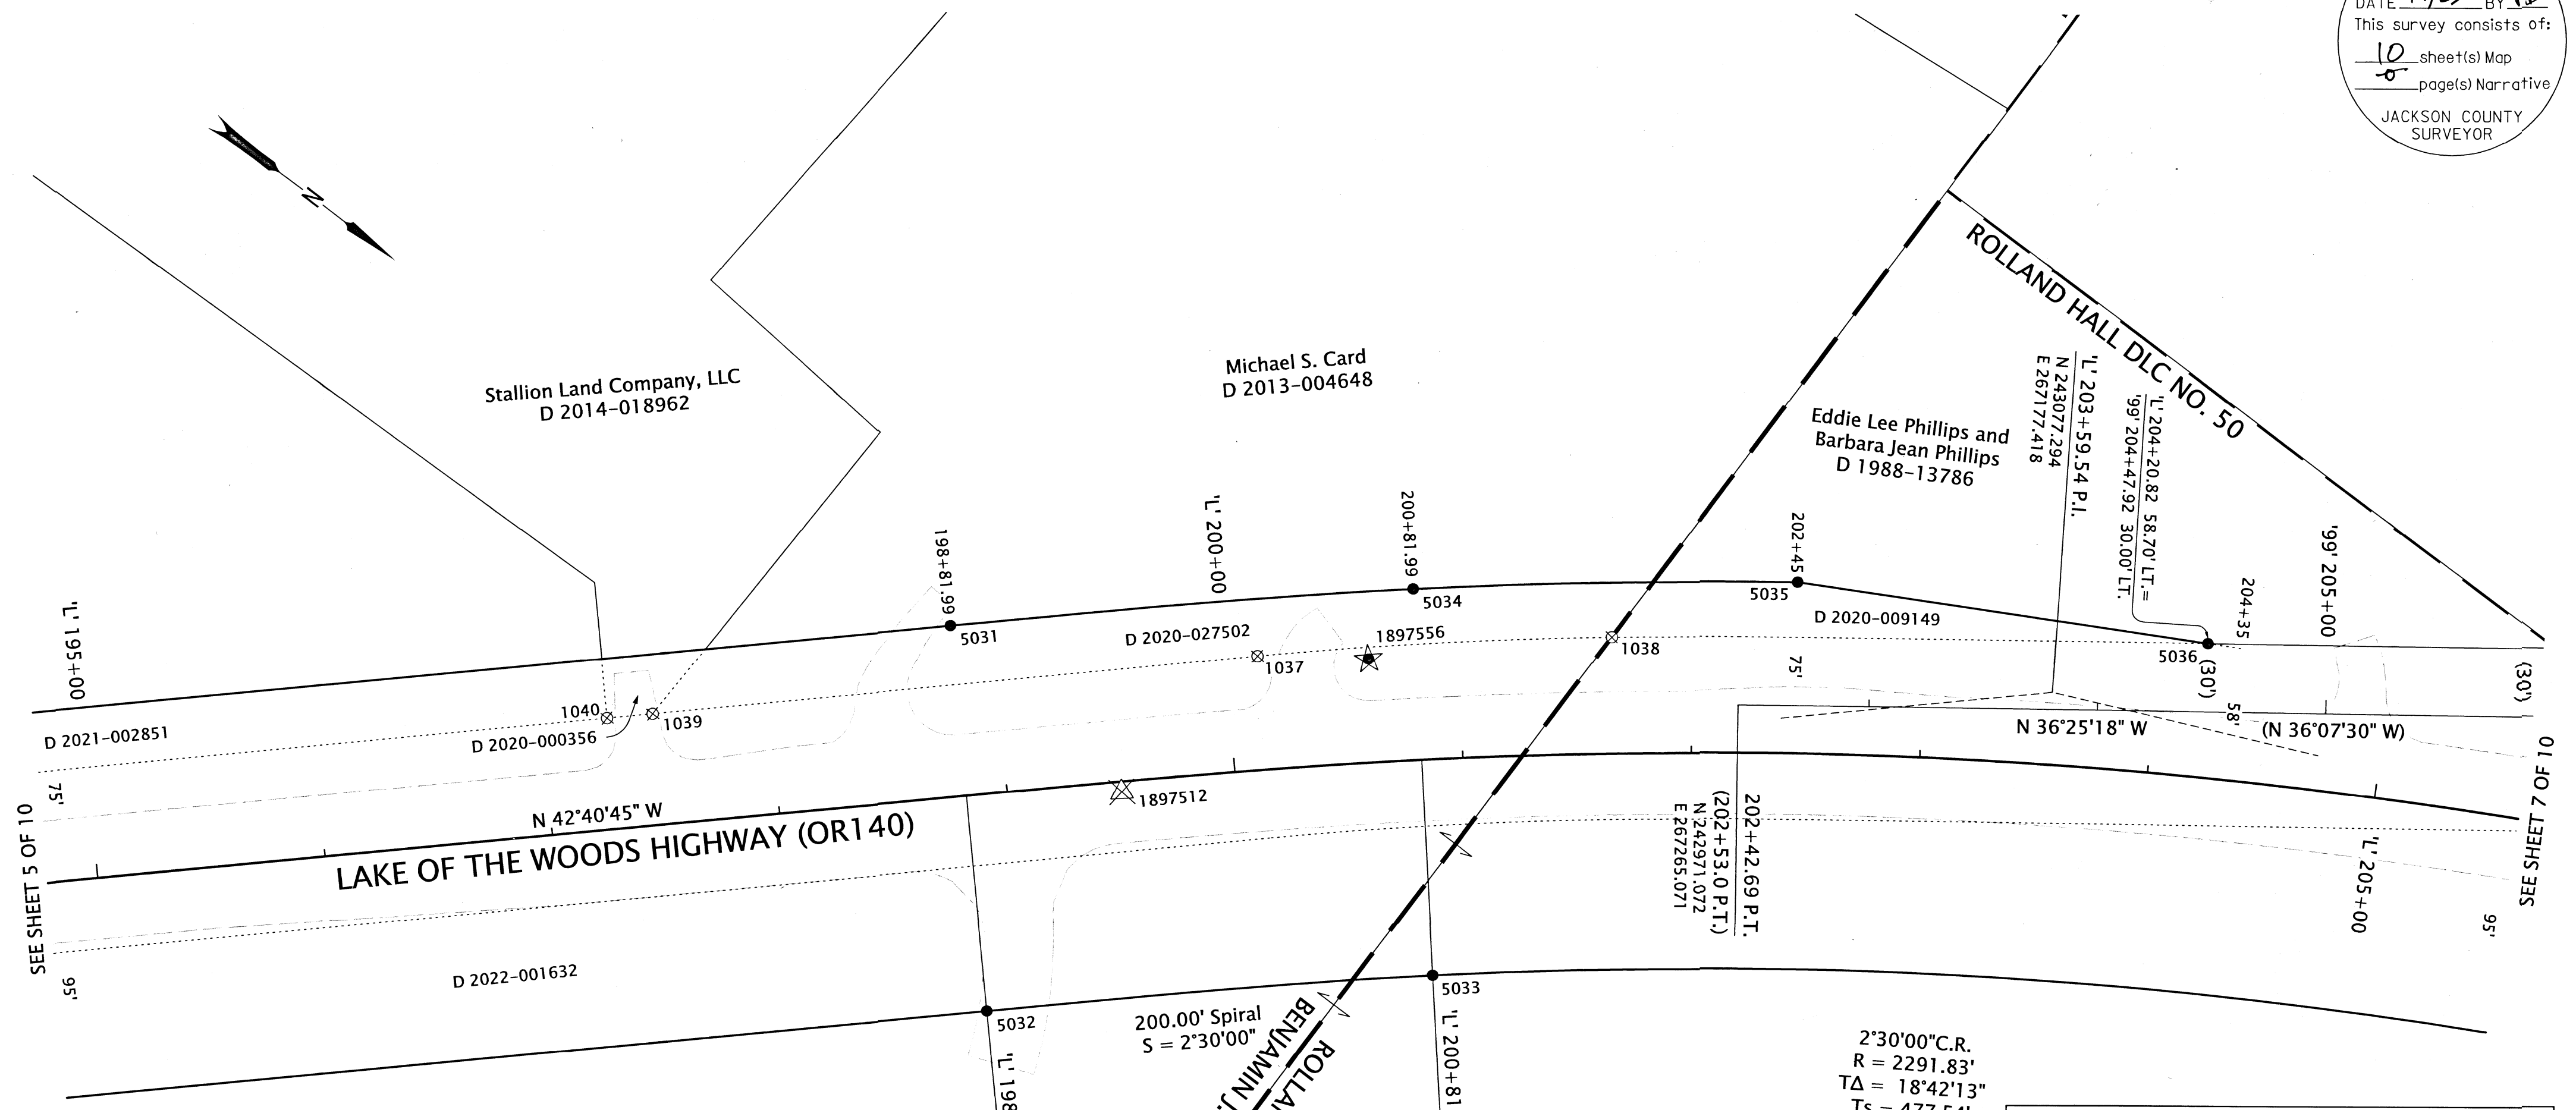 DATE BY
This survey consists of:
10 sheet(s) Map
0 page(s) Narrative
JACKSON COUNTY
SURVEYOR
N
ROLLAND HALL DLC NO. 50
Stallion Land Company, LLC
D 2014-018962
Michael S. Card
D 2013-004648
Eddie Lee Phillips and
Barbara Jean Phillips
D 1988-13786
'L' 203+59.54 P.I.
N 243077.294
E 267177.418
'L' 204+20.82 58.70' LT.=
'99' 204+47.92 30.00' LT.
'L' 195+00
198+81.99
'L' 200+00
200+81.99
202+45
204+35
'99' 205+00
5031
5034
5035
5036
D 2020-027502
1897556
D 2020-009149
1037
1038
75'
(30')
(30')
58'
1040
1039
D 2021-002851
D 2020-000356
N 36°25'18" W
(N 36°07'30" W)
75'
1897512
N 42°40'45" W
LAKE OF THE WOODS HIGHWAY (OR140)
SEE SHEET 5 OF 10
SEE SHEET 7 OF 10
202+42.69 P.T.
(202+53.0 P.T.)
N 242971.072
E 267265.071
'L' 205+00
95'
D 2022-001632
95'
5032
5033
200.00' Spiral
S = 2°30'00"
'L' 198
'L' 200+81
BENJAMIN J.
ROLLA
2°30'00"C.R.
R = 2291.83'
TΔ = 18°42'13"
Ts = 477.54'